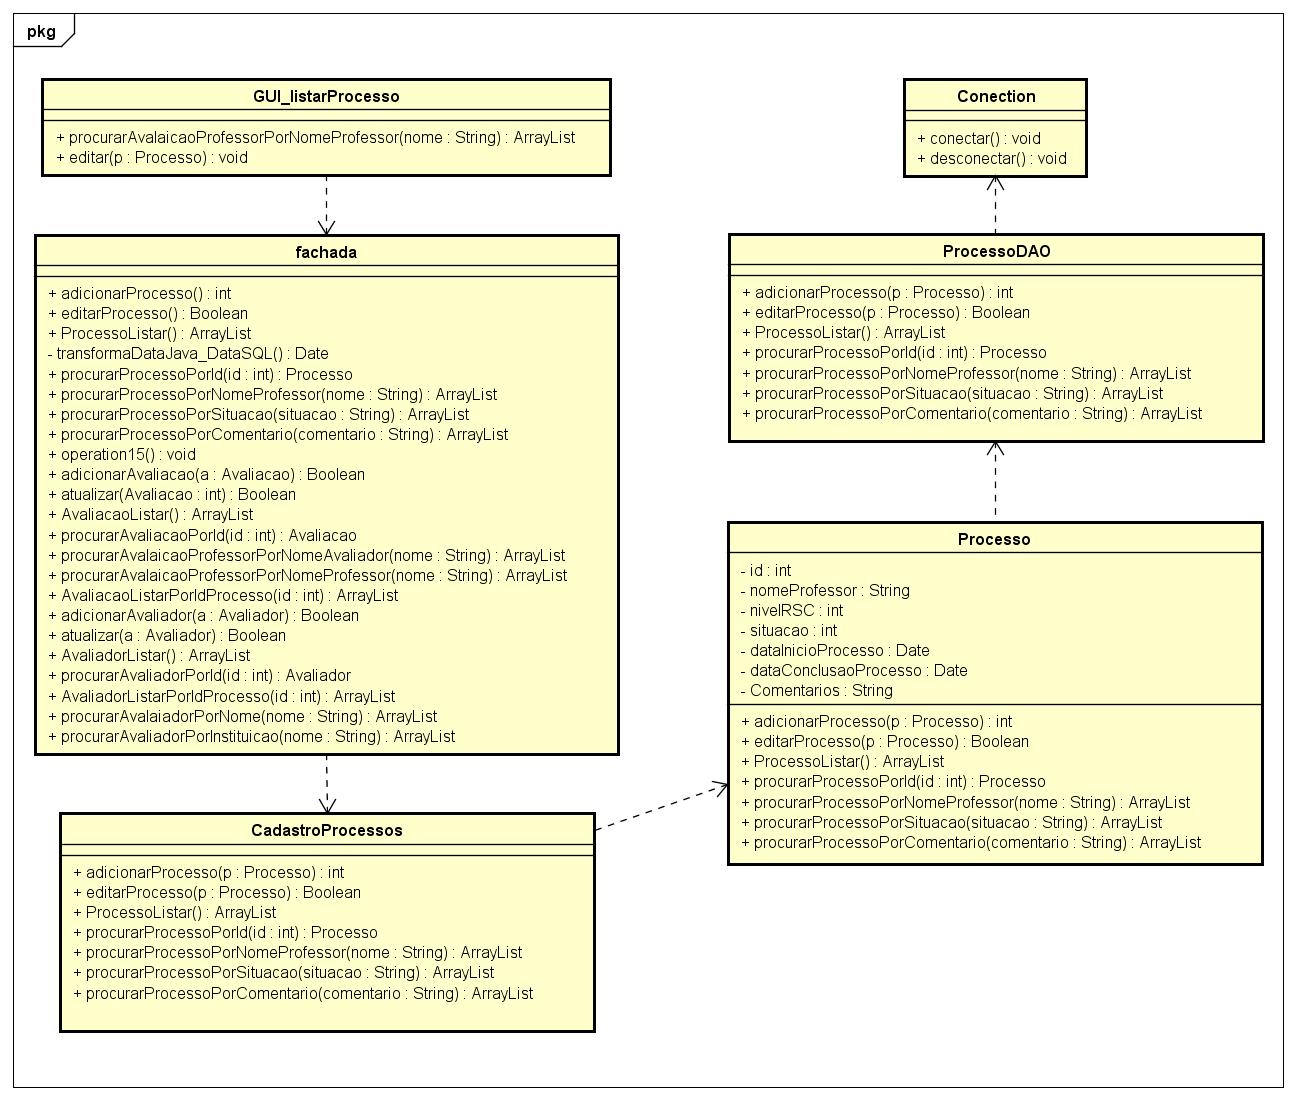 pkg
GUI_listarProcesso
+ procurarAvalaicaoProfessorPorNomeProfessor(nome : String) : ArrayList
+ editar(p : Processo) : void
fachada
+ adicionarProcesso() : int
+ editarProcesso() : Boolean
+ ProcessoListar() : ArrayList
- transformaDataJava_DataSQL() : Date
+ procurarProcessoPorId(id : int) : Processo
+ procurarProcessoPorNomeProfessor(nome : String) : ArrayList
+ procurarProcessoPorSituacao(situacao : String) : ArrayList
+ procurarProcessoPorComentario(comentario : String) : ArrayList
+ operation15() : void
+ adicionarAvaliacao(a : Avaliacao) : Boolean
+ atualizar(Avaliacao : int) : Boolean
+ AvaliacaoListar() : ArrayList
+ procurarAvaliacaoPorId(id : int) : Avaliacao
+ procurarAvalaicaoProfessorPorNomeAvaliador(nome : String) : ArrayList
+ procurarAvalaicaoProfessorPorNomeProfessor(nome : String) : ArrayList
+ AvaliacaoListarPorIdProcesso(id : int) : ArrayList
+ adicionarAvaliador(a : Avaliador) : Boolean
+ atualizar(a : Avaliador) : Boolean
+ AvaliadorListar() : ArrayList
+ procurarAvaliadorPorId(id : int) : Avaliador
+ AvaliadorListarPorIdProcesso(id : int) : ArrayList
+ procurarAvalaiadorPorNome(nome : String) : ArrayList
+ procurarAvaliadorPorInstituicao(nome : String) : ArrayList
CadastroProcessos
+ adicionarProcesso(p : Processo) : int
+ editarProcesso(p : Processo) : Boolean
+ ProcessoListar() : ArrayList
+ procurarProcessoPorId(id : int) : Processo
+ procurarProcessoPorNomeProfessor(nome : String) : ArrayList
+ procurarProcessoPorSituacao(situacao : String) : ArrayList
+ procurarProcessoPorComentario(comentario : String) : ArrayList
Conection
+ conectar() : void
+ desconectar() : void
ProcessoDAO
+ adicionarProcesso(p : Processo) : int
+ editarProcesso(p : Processo) : Boolean
+ ProcessoListar() : ArrayList
+ procurarProcessoPorId(id : int) : Processo
+ procurarProcessoPorNomeProfessor(nome : String) : ArrayList
+ procurarProcessoPorSituacao(situacao : String) : ArrayList
+ procurarProcessoPorComentario(comentario : String) : ArrayList
Processo
- id : int
- nomeProfessor : String
- nivelRSC : int
- situacao : int
- dataInicioProcesso : Date
- dataConclusaoProcesso : Date
- Comentarios : String
+ adicionarProcesso(p : Processo) : int
+ editarProcesso(p : Processo) : Boolean
+ ProcessoListar() : ArrayList
+ procurarProcessoPorId(id : int) : Processo
+ procurarProcessoPorNomeProfessor(nome : String) : ArrayList
+ procurarProcessoPorSituacao(situacao : String) : ArrayList
+ procurarProcessoPorComentario(comentario : String) : ArrayList